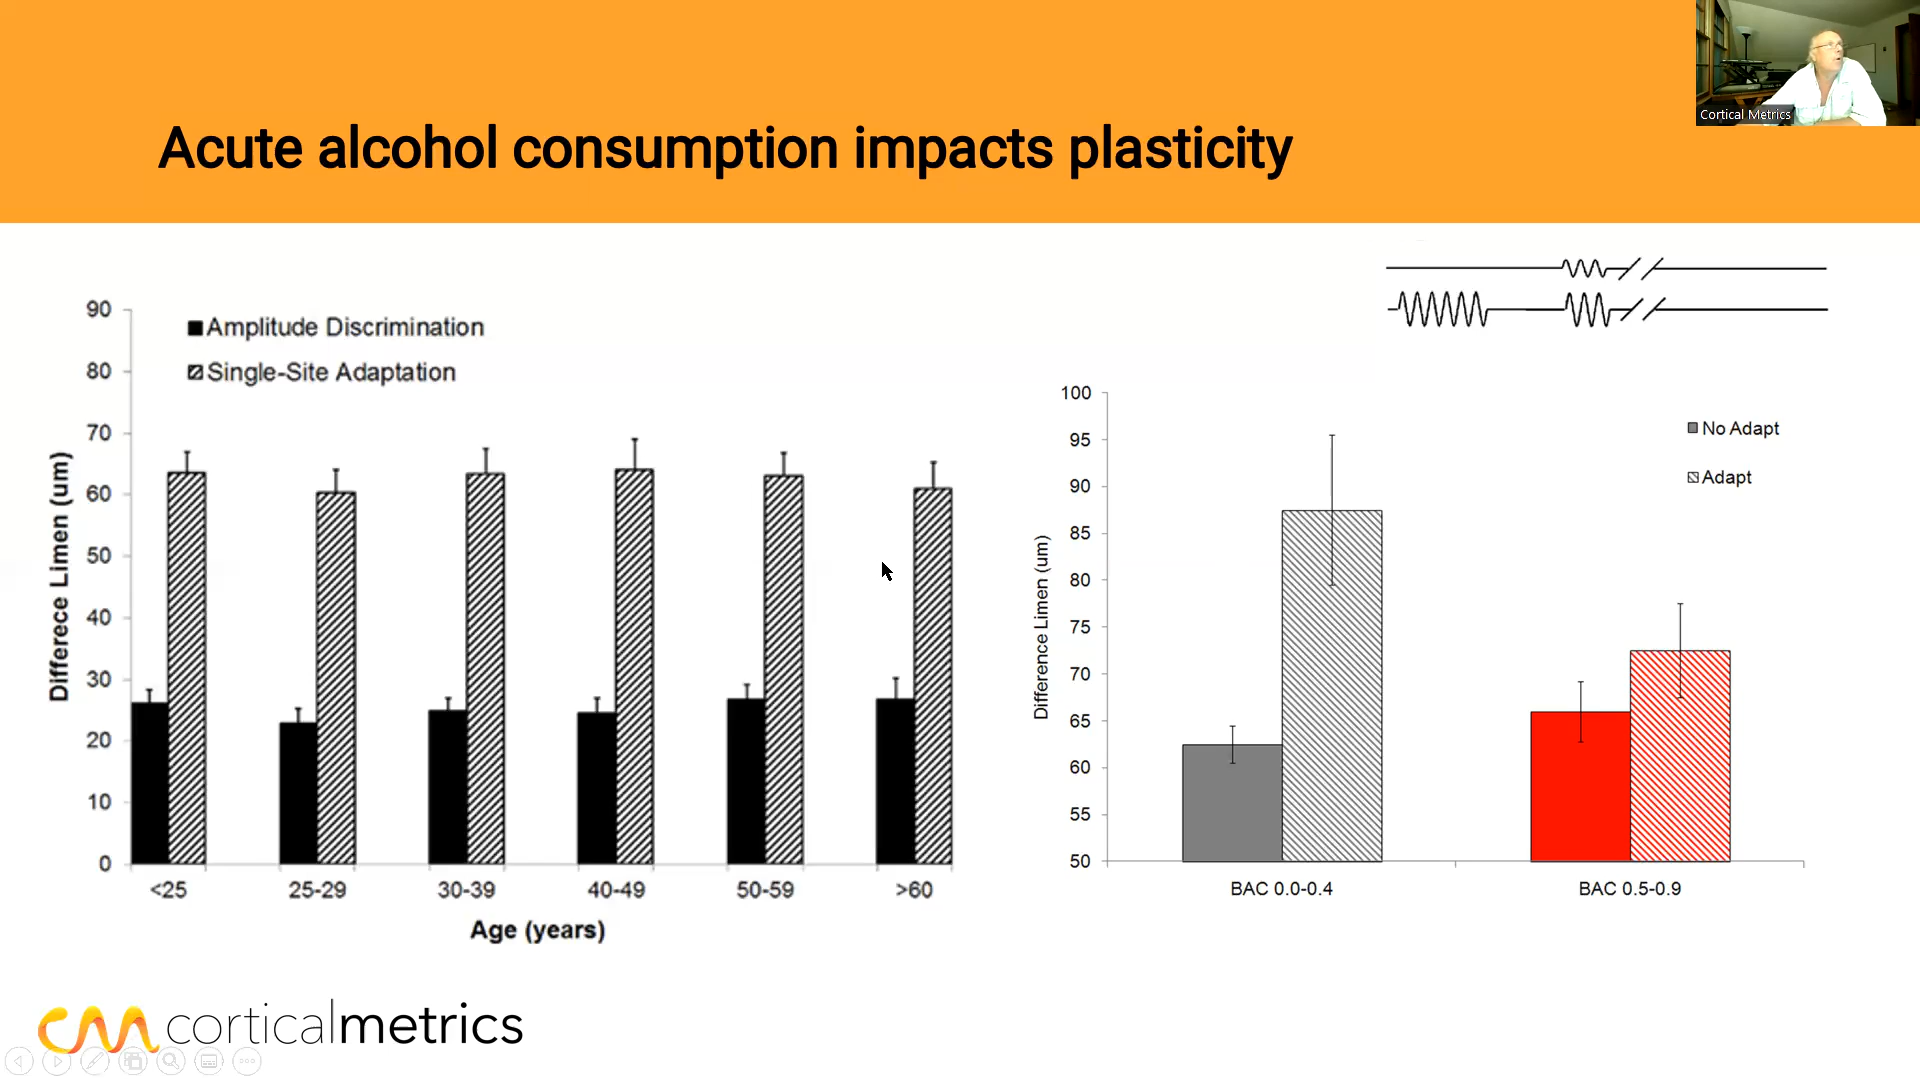 Cortical Metrics
Acute alcohol consumption impacts plasticity
Amplitude Discrimination
Single-Site Adaptation
Differece Limen (um)
90
80
70
60
50
40
30
20
10
0
<25 25-29 30-39 40-49 50-59 >60
Age (years)
No Adapt
Adapt
Difference Limen (um)
100
95
90
85
80
75
70
65
60
55
50
BAC 0.0-0.4 BAC 0.5-0.9
corticalmetrics